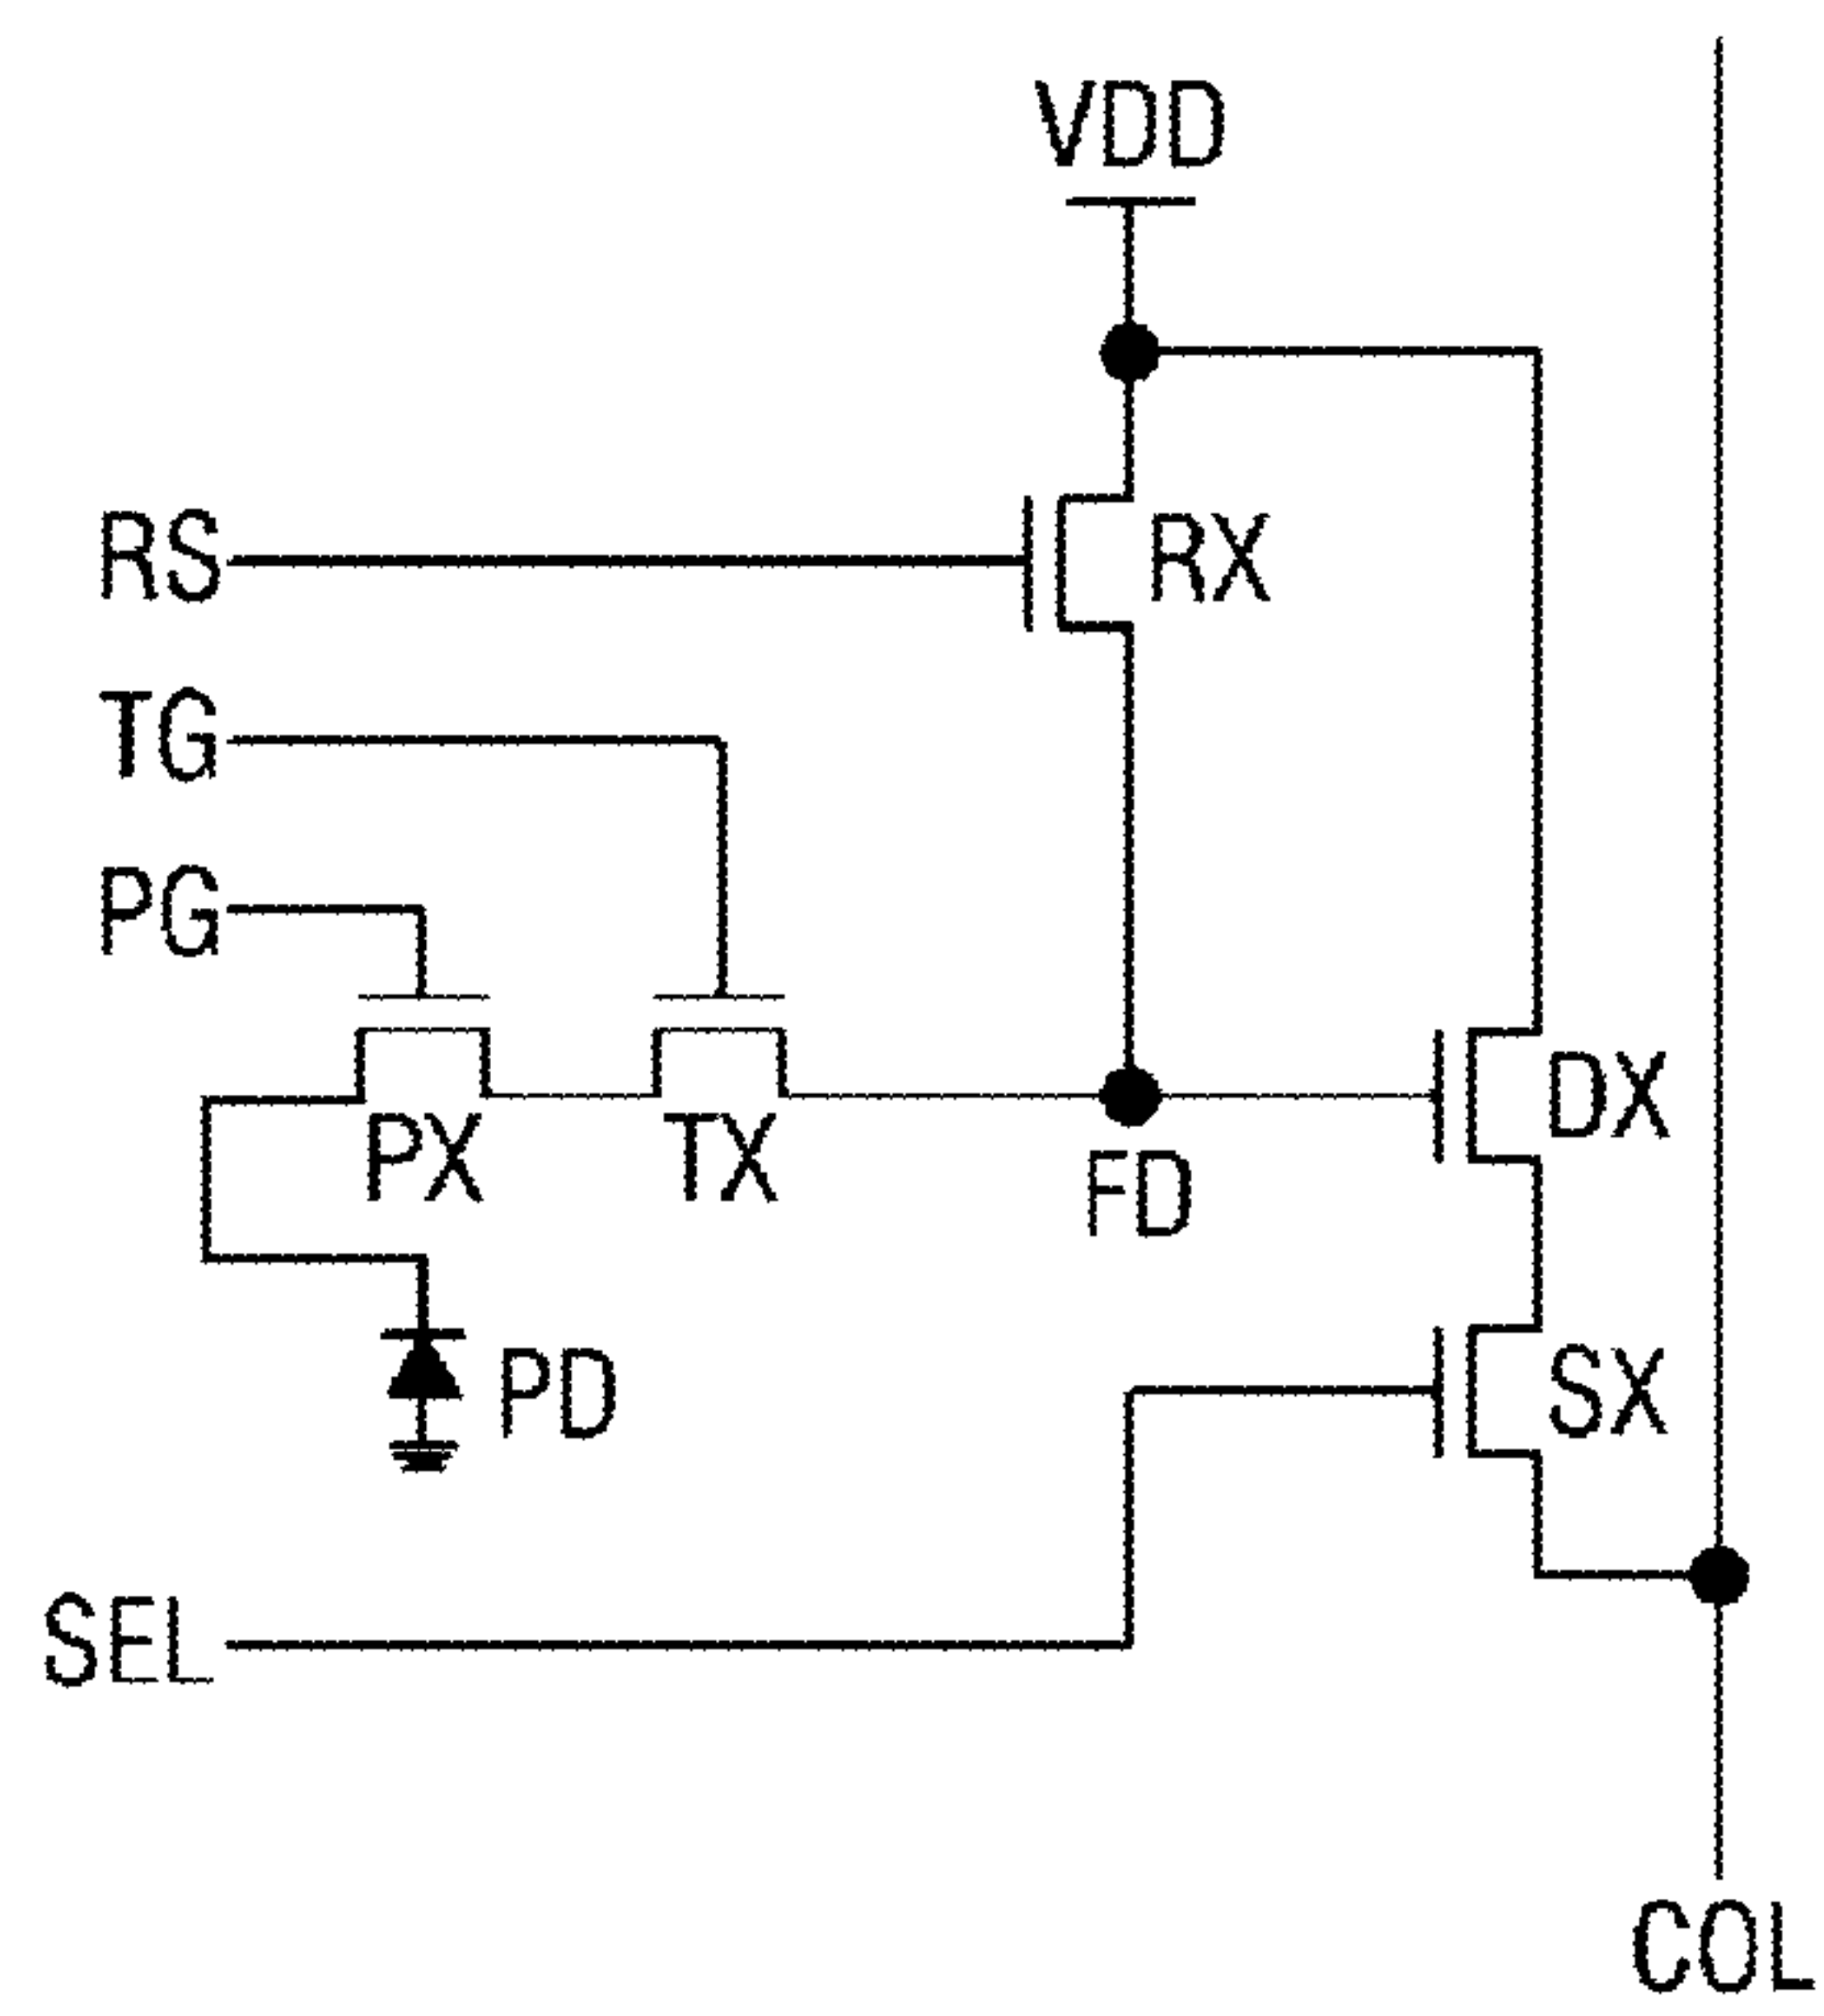 VDD
RS
RX
TG
PG
DX
PX
TX
FD
PD
SX
SEL
COL